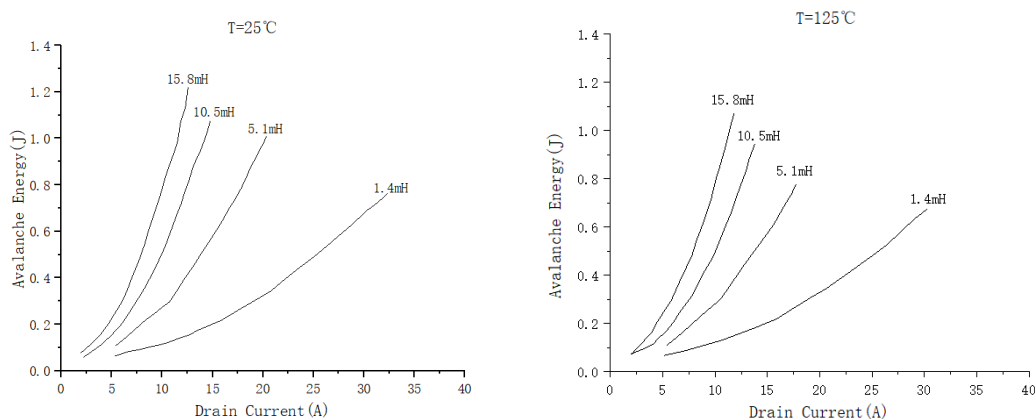 T=25℃
1.4
1.2
1.0
0.8
0.6
0.4
0.2
0.0
Avalanche Energy(J)
15.8mH
10.5mH
5.1mH
1.4mH
0 5 10 15 20 25 30 35 40
Drain Current(A)
T=125℃
1.4
1.2
1.0
0.8
0.6
0.4
0.2
0.0
Avalanche Energy(J)
15.8mH
10.5mH
5.1mH
1.4mH
0 5 10 15 20 25 30 35 40
Drain Current(A)